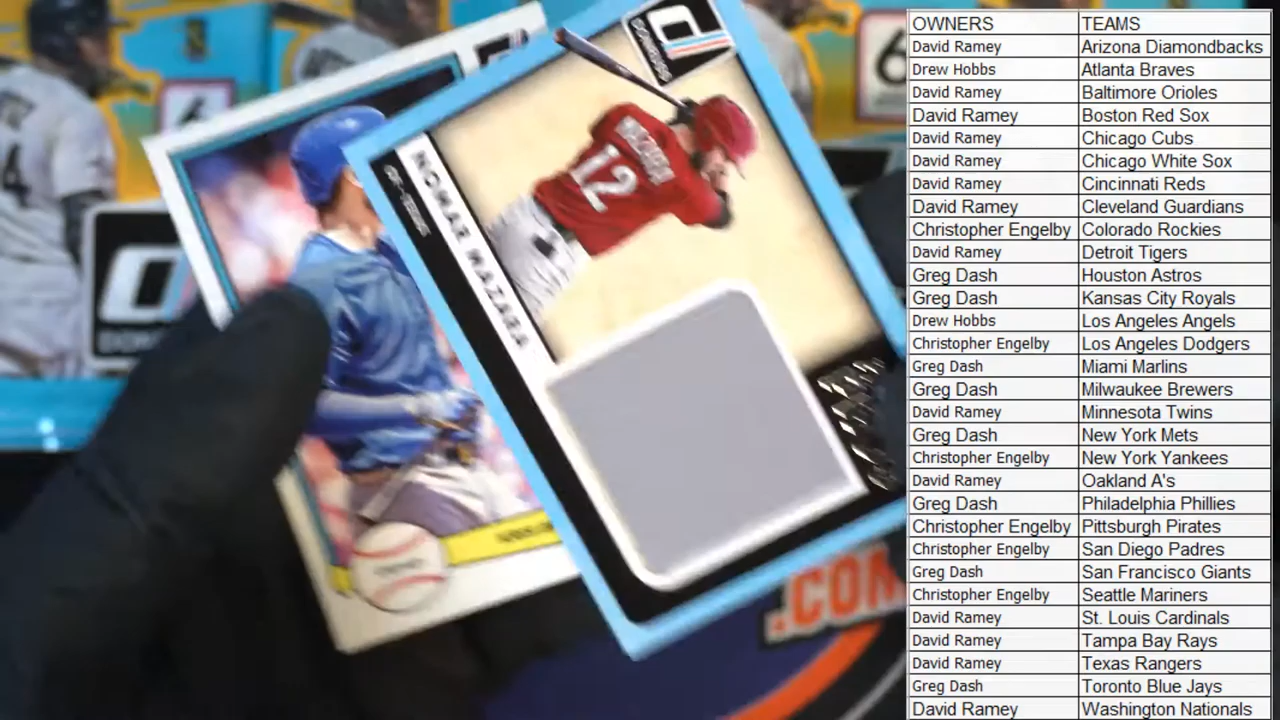 OWNERS TEAMS
David Ramey Arizona Diamondbacks
Drew Hobbs Atlanta Braves
David Ramey Baltimore Orioles
David Ramey Boston Red Sox
David Ramey Chicago Cubs
David Ramey Chicago White Sox
David Ramey Cincinnati Reds
David Ramey Cleveland Guardians
Christopher Engelby Colorado Rockies
David Ramey Detroit Tigers
Greg Dash Houston Astros
Greg Dash Kansas City Royals
Drew Hobbs Los Angeles Angels
Christopher Engelby Los Angeles Dodgers
Greg Dash Miami Marlins
Greg Dash Milwaukee Brewers
David Ramey Minnesota Twins
Greg Dash New York Mets
Christopher Engelby New York Yankees
David Ramey Oakland A's
Greg Dash Philadelphia Phillies
Christopher Engelby Pittsburgh Pirates
Christopher Engelby San Diego Padres
Greg Dash San Francisco Giants
Christopher Engelby Seattle Mariners
David Ramey St. Louis Cardinals
David Ramey Tampa Bay Rays
David Ramey Texas Rangers
Greg Dash Toronto Blue Jays
David Ramey Washington Nationals
NOMAR MAZARA
12
.COM
6
4